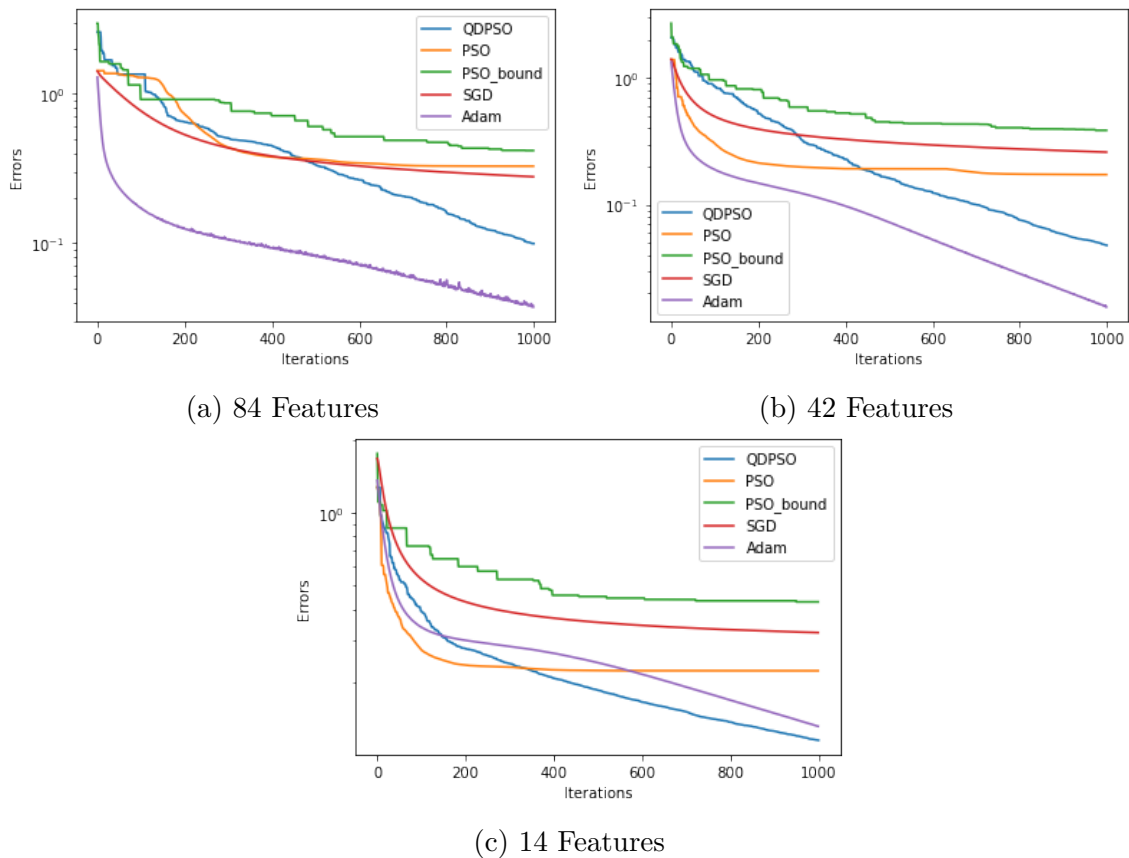 10⁰
10⁻¹
Errors
QDPSO
PSO
PSO_bound
SGD
Adam
0 200 400 600 800 1000
Iterations
(a) 84 Features
10⁰
10⁻¹
Errors
QDPSO
PSO
PSO_bound
SGD
Adam
0 200 400 600 800 1000
Iterations
(b) 42 Features
10⁰
Errors
QDPSO
PSO
PSO_bound
SGD
Adam
0 200 400 600 800 1000
Iterations
(c) 14 Features